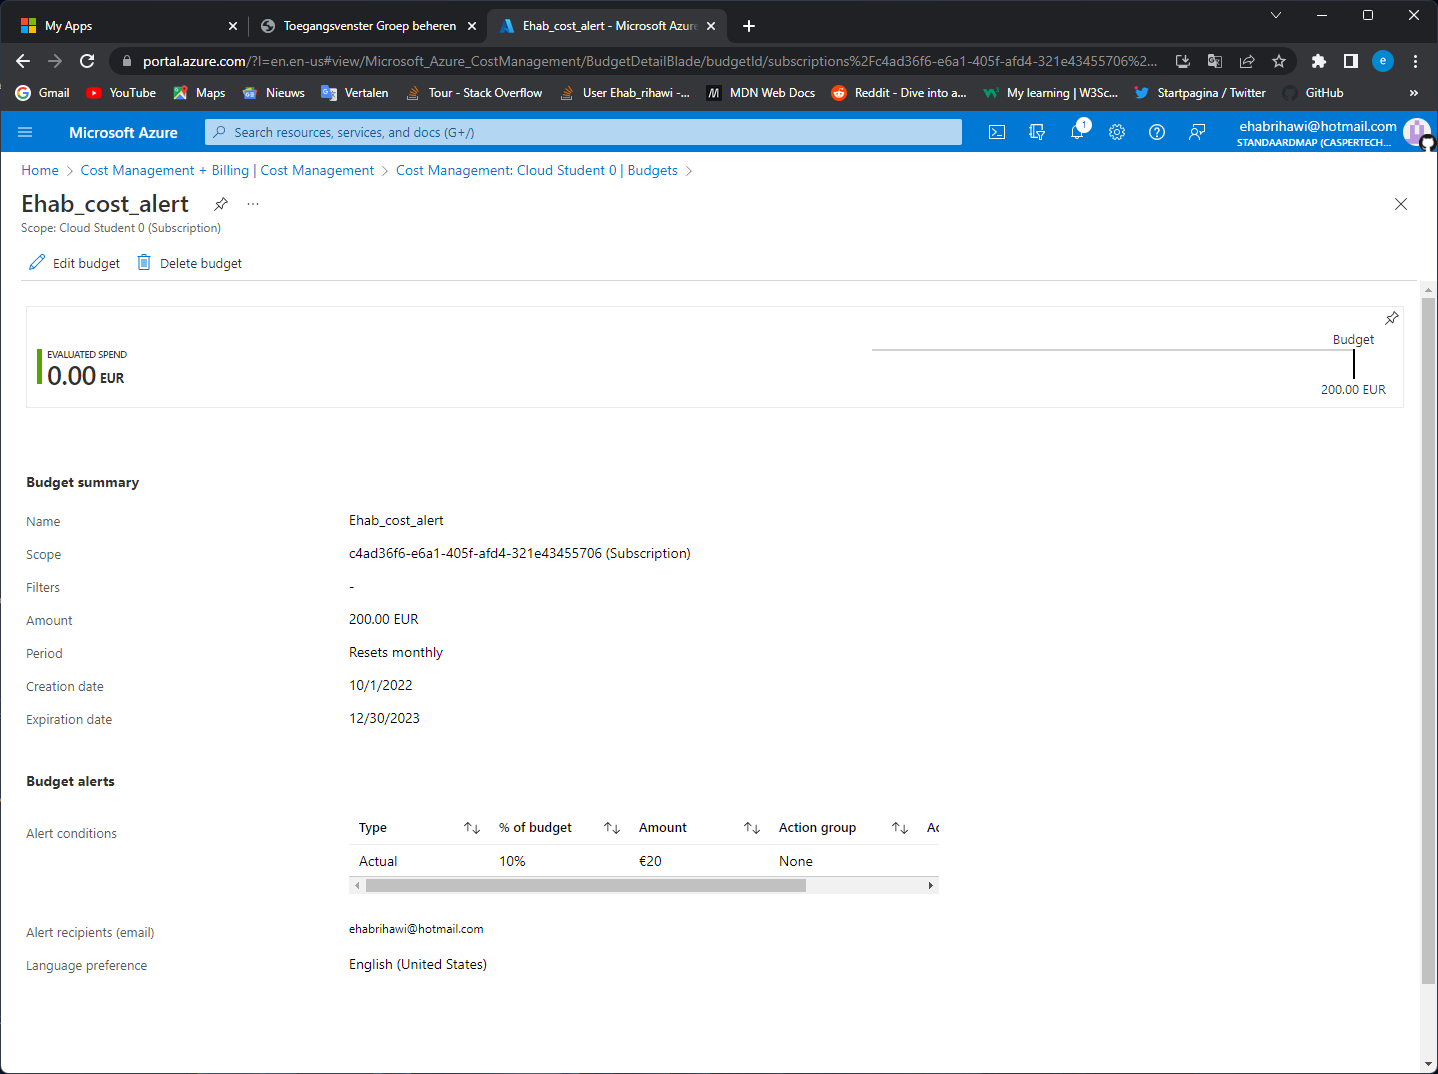 My Apps
Toegangsvenster Groep beheren
Ehab_cost_alert - Microsoft Azure
portal.azure.com/?l=en.en-us#view/Microsoft_Azure_CostManagement/BudgetDetailBlade/budgetId/subscriptions%2Fc4ad36f6-e6a1-405f-afd4-321e43455706%2...
e
Gmail
YouTube
Maps
Nieuws
Vertalen
Tour - Stack Overflow
User Ehab_rihawi -...
MDN Web Docs
Reddit - Dive into a...
My learning | W3Sc...
Startpagina / Twitter
GitHub
»
Microsoft Azure
Search resources, services, and docs (G+/)
1
ehabrihawi@hotmail.com
STANDAARDMAP (CASPERTECH...
Home > Cost Management + Billing | Cost Management > Cost Management: Cloud Student 0 | Budgets >
Ehab_cost_alert
...
Scope: Cloud Student 0 (Subscription)
Edit budget
Delete budget
EVALUATED SPEND
0.00 EUR
Budget
200.00 EUR
Budget summary
Name
Ehab_cost_alert
Scope
c4ad36f6-e6a1-405f-afd4-321e43455706 (Subscription)
Filters
-
Amount
200.00 EUR
Period
Resets monthly
Creation date
10/1/2022
Expiration date
12/30/2023
Budget alerts
Alert conditions
Type
% of budget
Amount
Action group
Ac
Actual
10%
€20
None
Alert recipients (email)
ehabrihawi@hotmail.com
Language preference
English (United States)